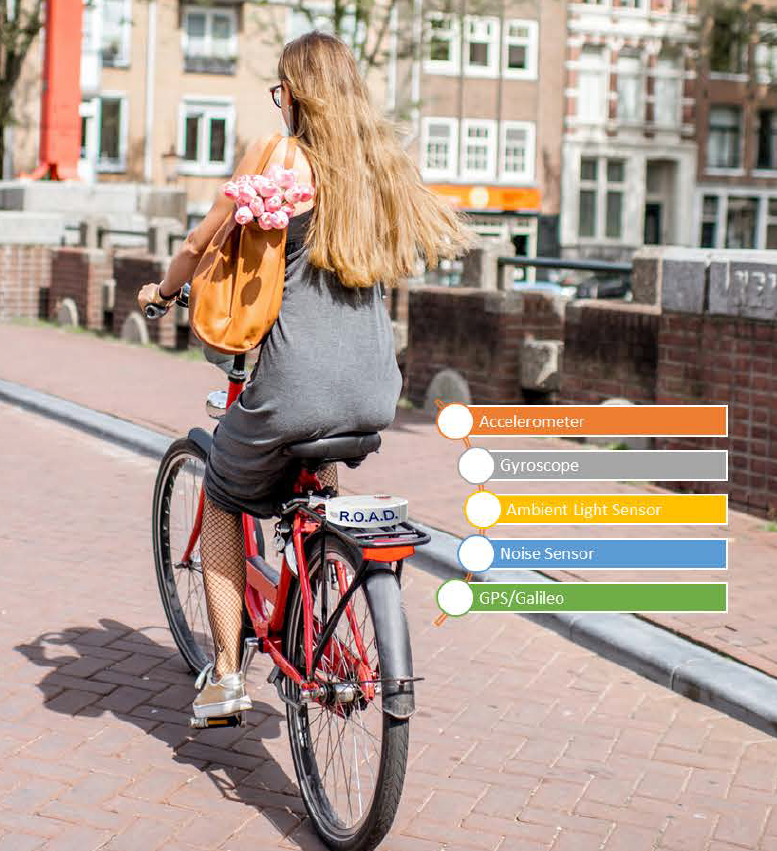 Accelerometer
Gyroscope
Ambient Light Sensor
R.O.A.D.
Noise Sensor
GPS/Galileo